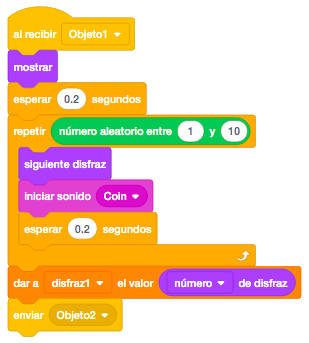 al recibir Objeto1
mostrar
esperar 0.2 segundos
repetir número aleatorio entre 1 y 10
siguiente disfraz
iniciar sonido Coin
esperar 0.2 segundos
dar a disfraz1 el valor número de disfraz
enviar Objeto2